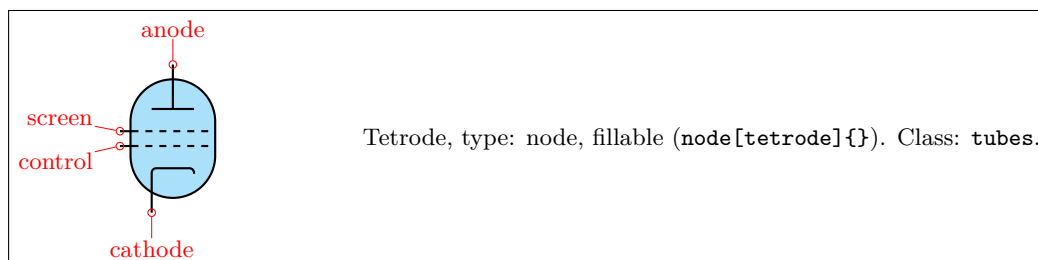 anode
screen
control
cathode
Tetrode, type: node, fillable (node[tetrode]{}). Class: tubes.